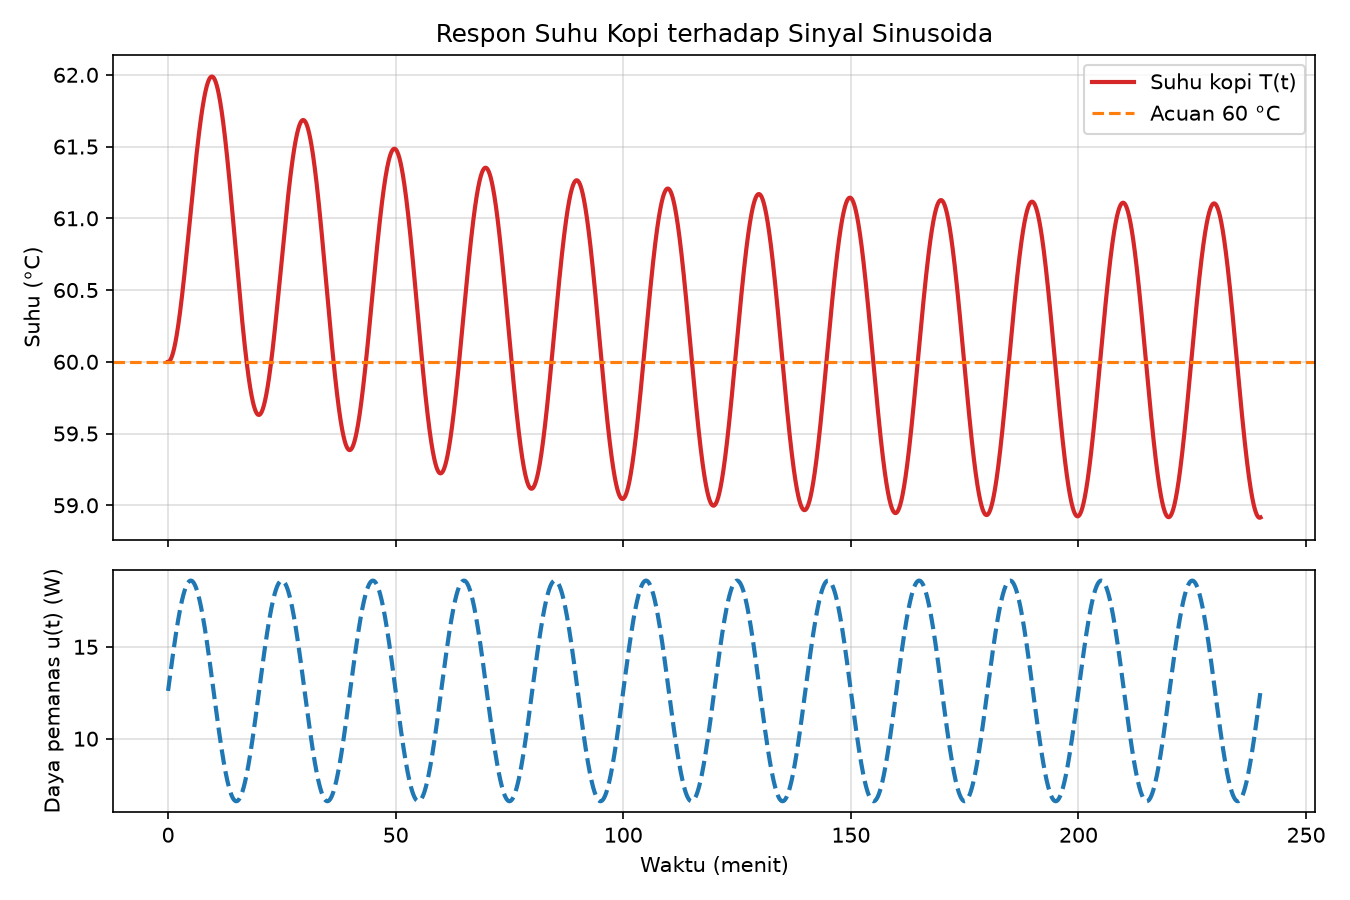 Respon Suhu Kopi terhadap Sinyal Sinusoida
Suhu (°C)
62.0
61.5
61.0
60.5
60.0
59.5
59.0
Suhu kopi T(t)
Acuan 60 °C
Daya pemanas u(t) (W)
15
10
0 50 100 150 200 250
Waktu (menit)